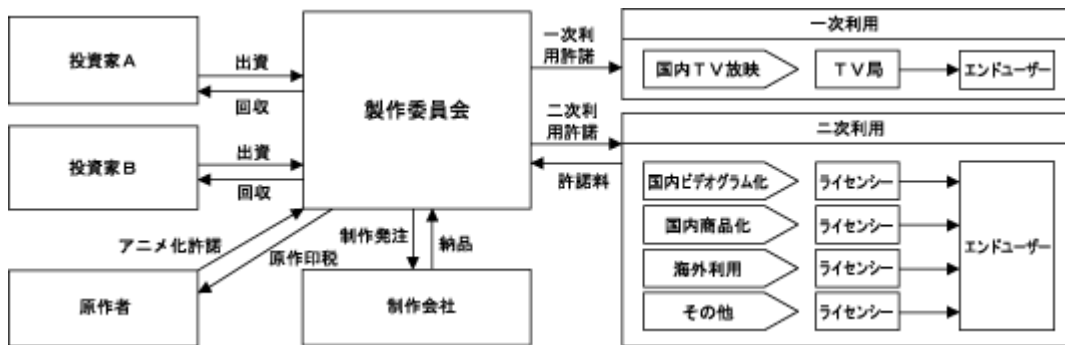 投資家A
出資
回収
投資家B
出資
回収
アニメ化許諾
原作印税
原作者
製作委員会
制作発注
納品
制作会社
一次利
用許諾
二次利
用許諾
許諾料
一次利用
国内TV放映
TV局
エンドユーザー
二次利用
国内ビデオグラム化
ライセンシー
国内商品化
ライセンシー
海外利用
ライセンシー
その他
ライセンシー
エンドユーザー